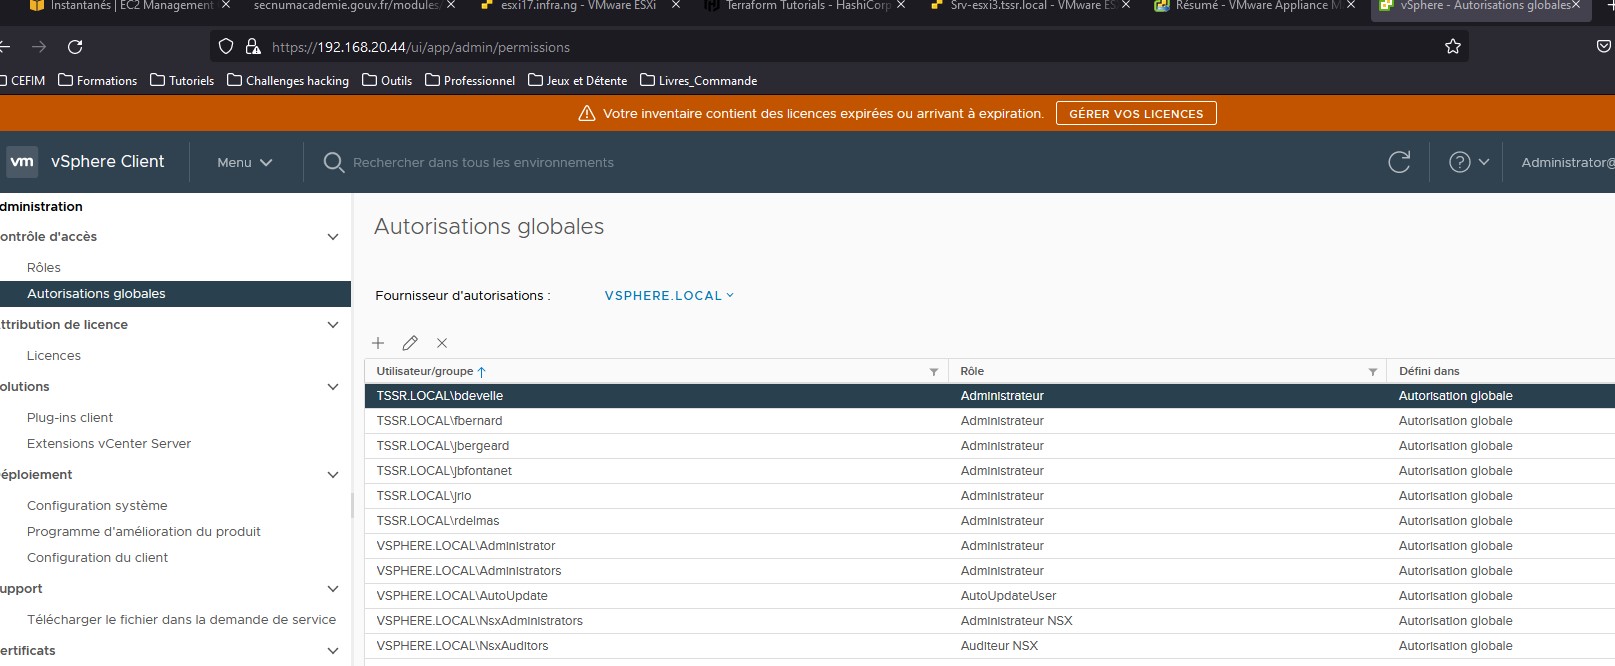 Instantanés | EC2 Management
secnumacademie.gouv.fr/modules/
esxi17.infra.ng - VMware ESXi
Terraform Tutorials - HashiCorp
Srv-esxi3.tssr.local - VMware ES
Résumé - VMware Appliance M
vSphere - Autorisations globales
https://192.168.20.44/ui/app/admin/permissions
CEFIM
Formations
Tutoriels
Challenges hacking
Outils
Professionnel
Jeux et Détente
Livres_Commande
Votre inventaire contient des licences expirées ou arrivant à expiration.
GÉRER VOS LICENCES
vm
vSphere Client
Menu
Rechercher dans tous les environnements
Administrator@
dministration
ontrôle d'accès
Rôles
Autorisations globales
ttribution de licence
Licences
olutions
Plug-ins client
Extensions vCenter Server
éploiement
Configuration système
Programme d'amélioration du produit
Configuration du client
upport
Télécharger le fichier dans la demande de service
ertificats
Autorisations globales
Fournisseur d'autorisations :
VSPHERE.LOCAL
Utilisateur/groupe Rôle Défini dans
TSSR.LOCAL\bdevelle Administrateur Autorisation globale
TSSR.LOCAL\fbernard Administrateur Autorisation globale
TSSR.LOCAL\jbergeard Administrateur Autorisation globale
TSSR.LOCAL\jbfontanet Administrateur Autorisation globale
TSSR.LOCAL\jrio Administrateur Autorisation globale
TSSR.LOCAL\rdelmas Administrateur Autorisation globale
VSPHERE.LOCAL\Administrator Administrateur Autorisation globale
VSPHERE.LOCAL\Administrators Administrateur Autorisation globale
VSPHERE.LOCAL\AutoUpdate AutoUpdateUser Autorisation globale
VSPHERE.LOCAL\NsxAdministrators Administrateur NSX Autorisation globale
VSPHERE.LOCAL\NsxAuditors Auditeur NSX Autorisation globale